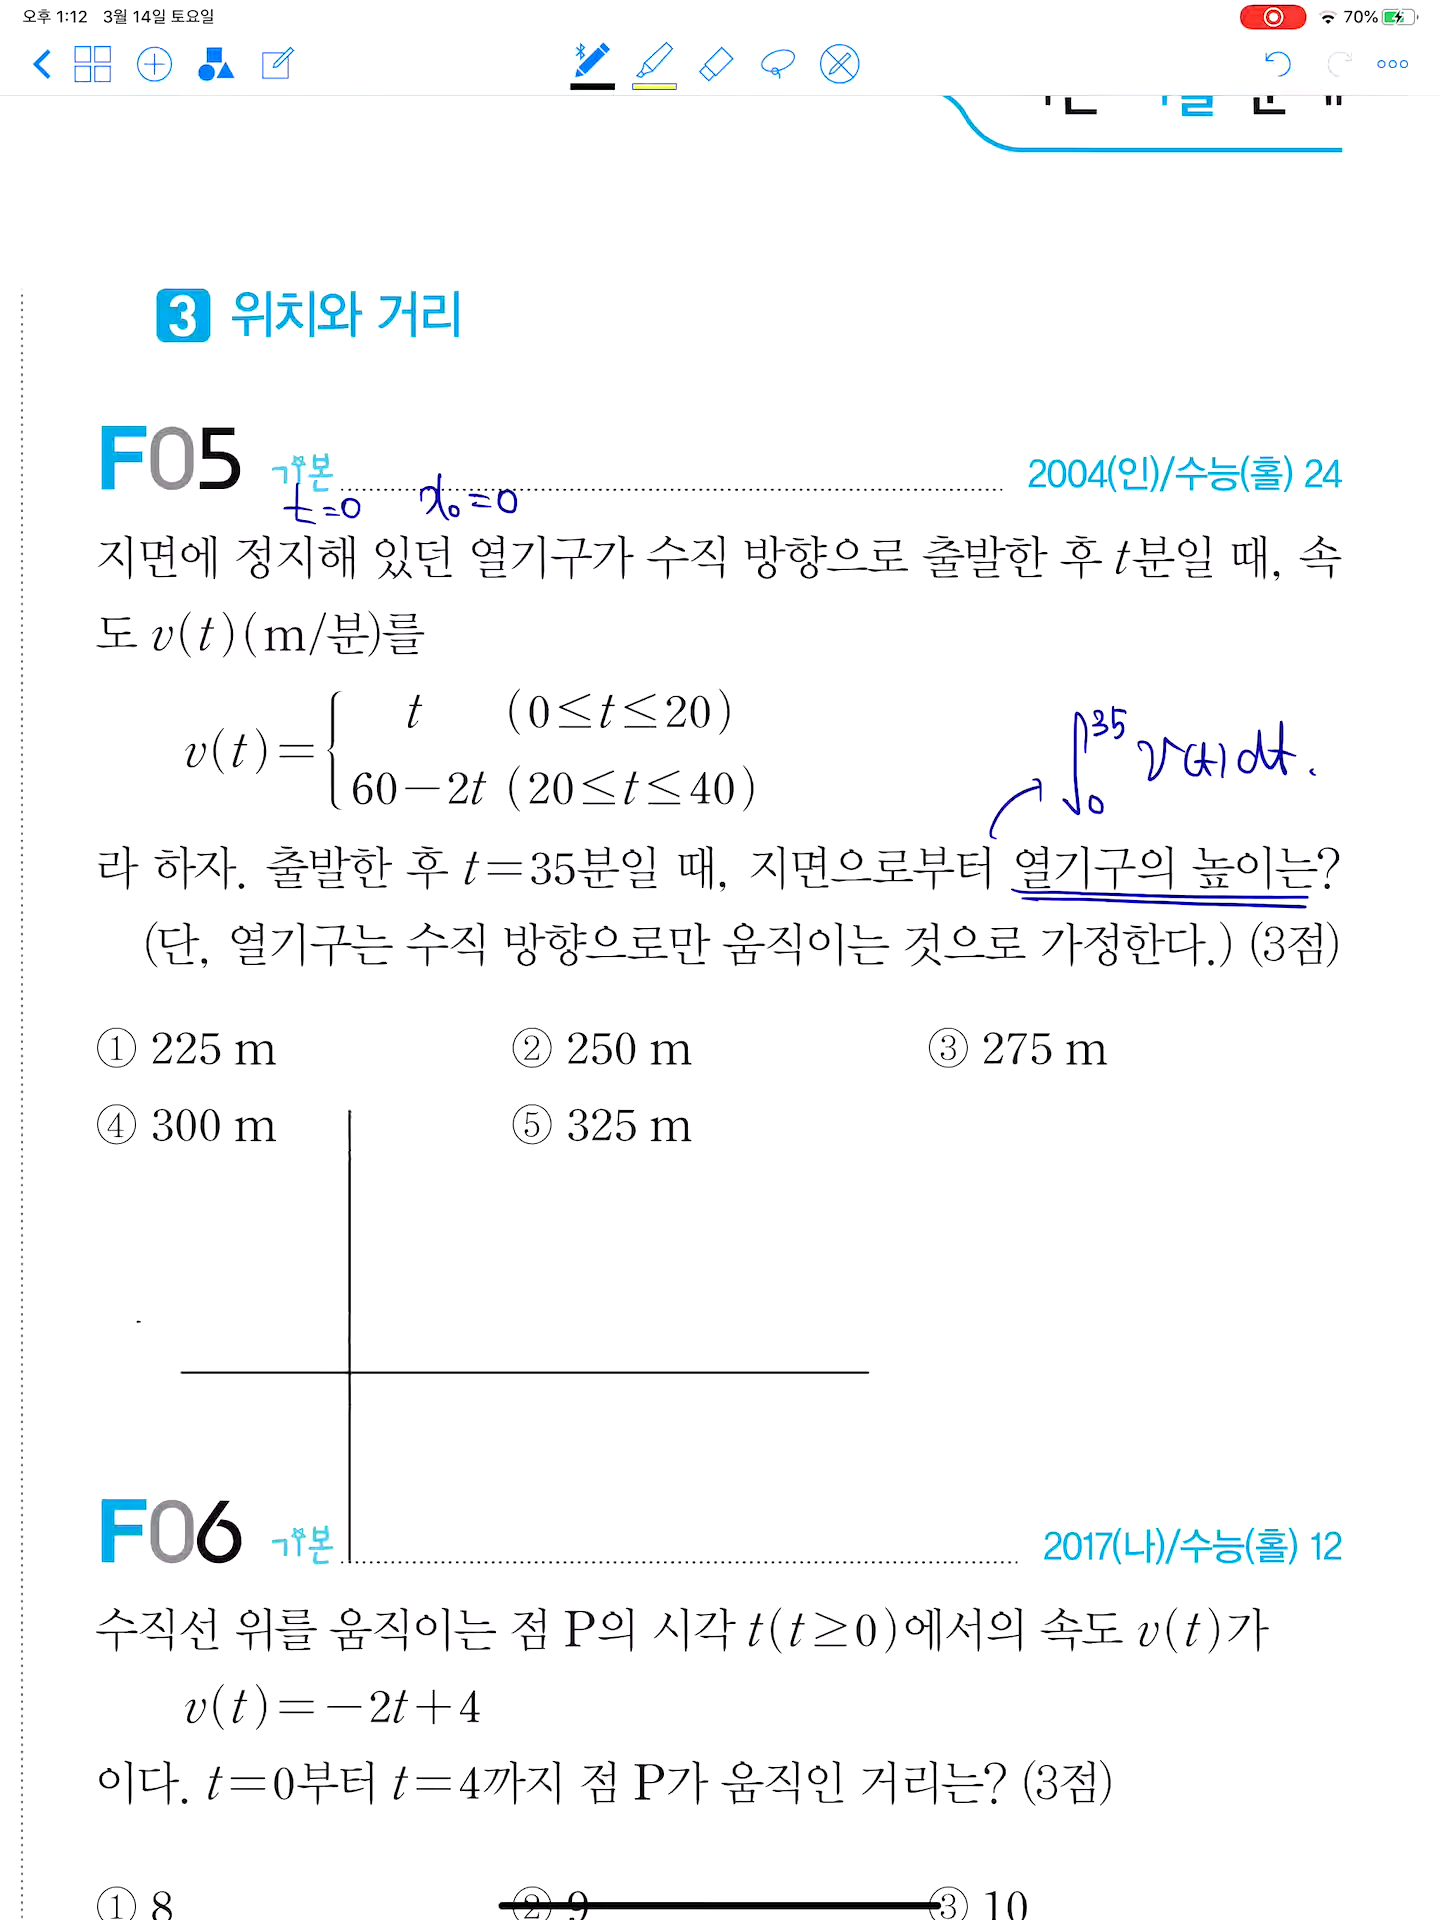 오후 1:12 3월 14일 토요일
70%
3 위치와 거리
F05 기본 2004(인)/수능(홀) 24
t=0 x₀=0
지면에 정지해 있던 열기구가 수직 방향으로 출발한 후 t분일 때, 속
도 v(t)(m/분)를
v(t)={ t (0≤t≤20)
60-2t (20≤t≤40)
∫₀³⁵ v(t)dt.
라 하자. 출발한 후 t=35분일 때, 지면으로부터 열기구의 높이는?
(단, 열기구는 수직 방향으로만 움직이는 것으로 가정한다.) (3점)
① 225 m ② 250 m ③ 275 m
④ 300 m ⑤ 325 m
F06 기본 2017(나)/수능(홀) 12
수직선 위를 움직이는 점 P의 시각 t(t≥0)에서의 속도 v(t)가
v(t)=-2t+4
이다. t=0부터 t=4까지 점 P가 움직인 거리는? (3점)
① 8 ② 9 ③ 10